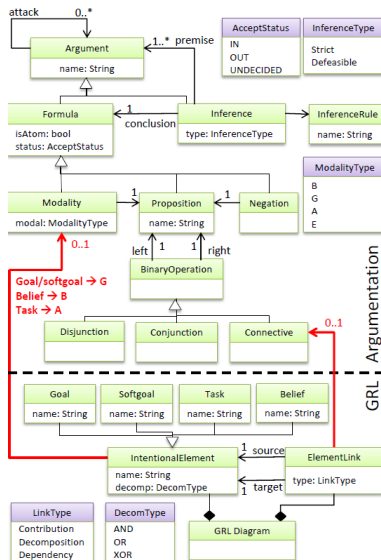 attack
0..*
Argument
name: String
1..* premise
AcceptStatus
IN
OUT
UNDECIDED
InferenceType
Strict
Defeasible
Formula
isAtom: bool
status: AcceptStatus
1
conclusion
Inference
type: InferenceType
InferenceRule
name: String
ModalityType
B
G
A
E
Modality
modal: ModalityType
1
Proposition
name: String
1
Negation
0..1
left
1
1
right
Goal/softgoal → G
Belief → B
Task → A
BinaryOperation
Disjunction
Conjunction
Connective
0..1
Argumentation
GRL
Goal
name: String
Softgoal
name: String
Task
name: String
Belief
name: String
IntentionalElement
name: String
decomp: DecomType
1 source
target
1
ElementLink
type: LinkType
LinkType
Contribution
Decomposition
Dependency
DecomType
AND
OR
XOR
GRL Diagram